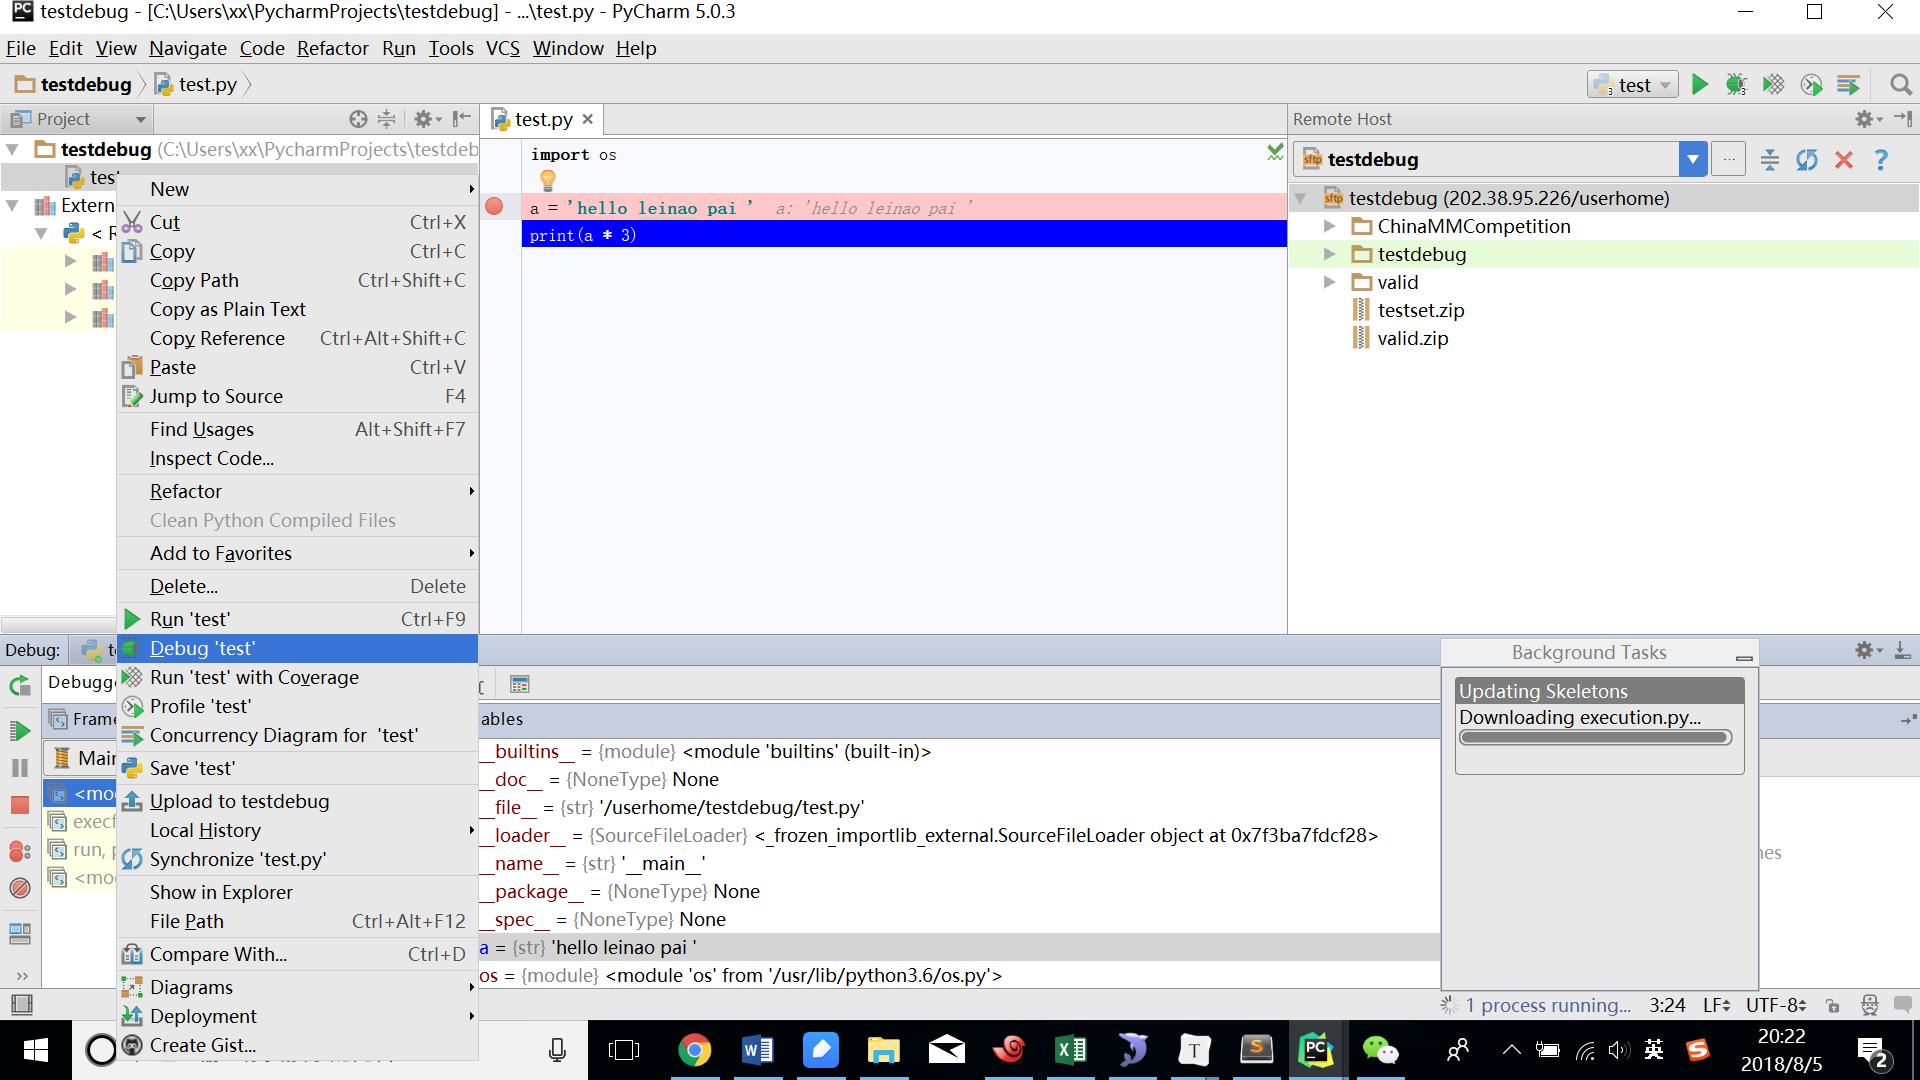 testdebug - [C:\Users\xx\PycharmProjects\testdebug] - ...\test.py - PyCharm 5.0.3
File Edit View Navigate Code Refactor Run Tools VCS Window Help
testdebug test.py test
Project
test.py
Remote Host
testdebug (C:\Users\xx\PycharmProjects\testdeb
import os
testdebug
a = 'hello leinao pai ' a: 'hello leinao pai '
print(a * 3)
testdebug (202.38.95.226/userhome)
ChinaMMCompetition
testdebug
valid
testset.zip
valid.zip
tes
Extern
< R
New
Cut Ctrl+X
Copy Ctrl+C
Copy Path Ctrl+Shift+C
Copy as Plain Text
Copy Reference Ctrl+Alt+Shift+C
Paste Ctrl+V
Jump to Source F4
Find Usages Alt+Shift+F7
Inspect Code...
Refactor
Clean Python Compiled Files
Add to Favorites
Delete... Delete
Run 'test' Ctrl+F9
Debug 'test'
Run 'test' with Coverage
Profile 'test'
Concurrency Diagram for 'test'
Save 'test'
Upload to testdebug
Local History
Synchronize 'test.py'
Show in Explorer
File Path Ctrl+Alt+F12
Compare With... Ctrl+D
Diagrams
Deployment
Create Gist...
Debug: t
Debugge
Frame
Main
<mo
execf
run, p
<mo
ables
__builtins__ = {module} <module 'builtins' (built-in)>
__doc__ = {NoneType} None
__file__ = {str} '/userhome/testdebug/test.py'
__loader__ = {SourceFileLoader} <_frozen_importlib_external.SourceFileLoader object at 0x7f3ba7fdcf28>
__name__ = {str} '__main__'
__package__ = {NoneType} None
__spec__ = {NoneType} None
a = {str} 'hello leinao pai '
os = {module} <module 'os' from '/usr/lib/python3.6/os.py'>
Background Tasks
Updating Skeletons
Downloading execution.py...
nes
1 process running... 3:24 LF UTF-8
英
20:22
2018/8/5
2